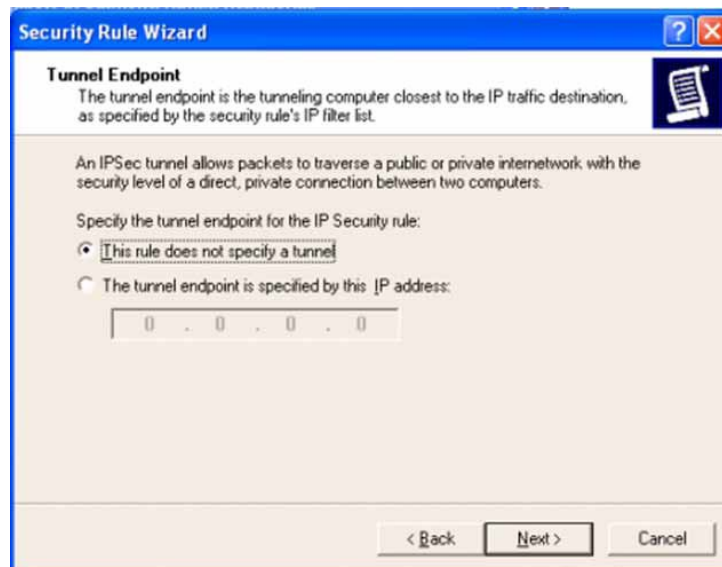 Security Rule Wizard
Tunnel Endpoint
The tunnel endpoint is the tunneling computer closest to the IP traffic destination,
as specified by the security rule's IP filter list.
An IPSec tunnel allows packets to traverse a public or private internetwork with the
security level of a direct, private connection between two computers.
Specify the tunnel endpoint for the IP Security rule:
This rule does not specify a tunnel
The tunnel endpoint is specified by this IP address:
0 . 0 . 0 . 0
< Back Next > Cancel